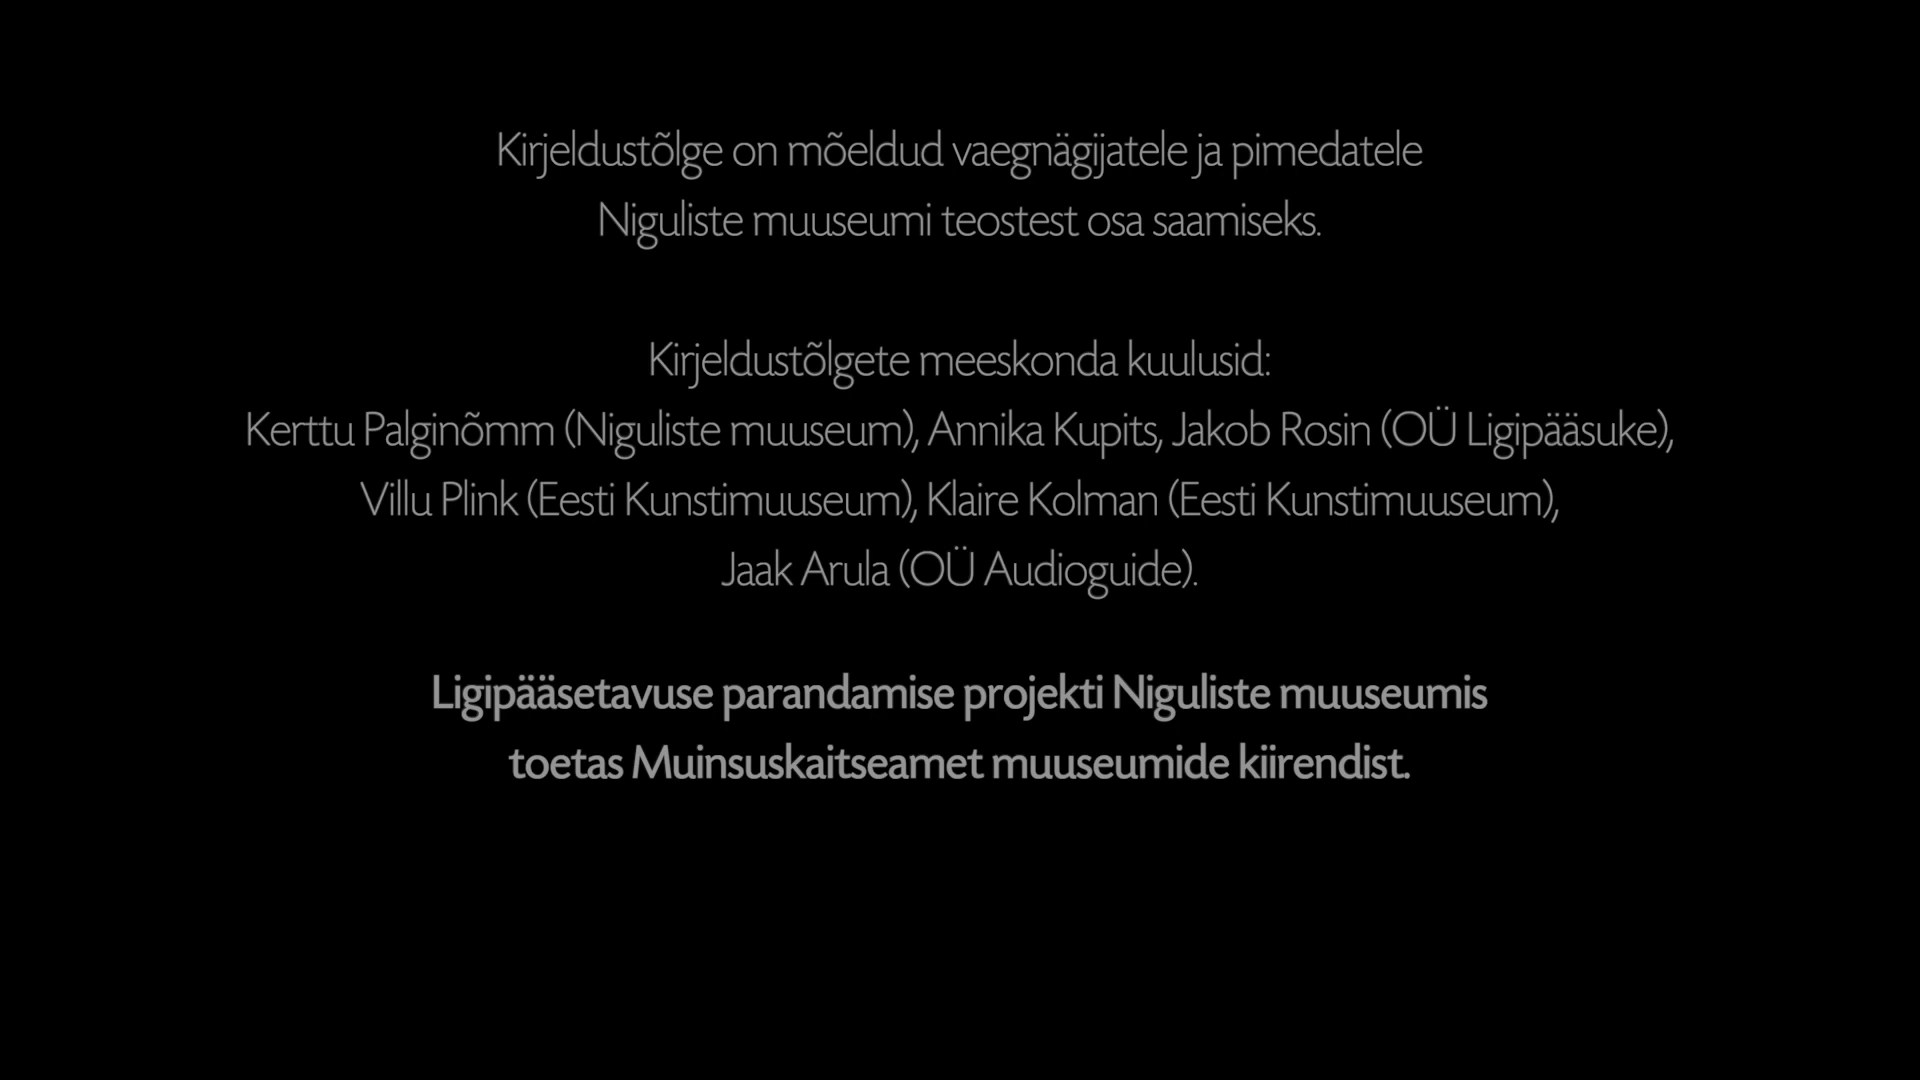 Kirjeldustõlge on mõeldud vaegnägijatele ja pimedatele
Niguliste muuseumi teostest osa saamiseks.
Kirjeldustõlgete meeskonda kuulusid:
Kerttu Palginõmm (Niguliste muuseum), Annika Kupits, Jakob Rosin (OÜ Ligipääsuke),
Villu Plink (Eesti Kunstimuuseum), Klaire Kolman (Eesti Kunstimuuseum),
Jaak Arula (OÜ Audioguide).
Ligipääsetavuse parandamise projekti Niguliste muuseumis
toetas Muinsuskaitseamet muuseumide kiirendist.